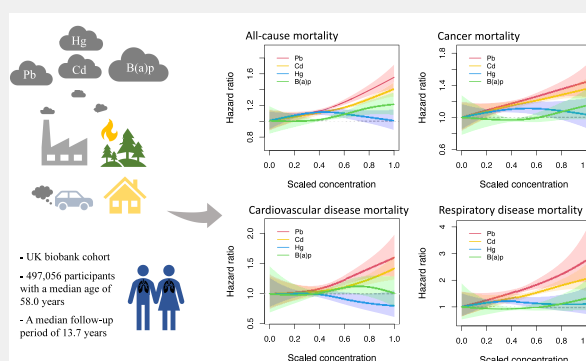 Hg
Pb
Cd
B(a)p
- UK biobank cohort
- 497,056 participants
with a median age of
58.0 years
- A median follow-up
period of 13.7 years
All-cause mortality
Hazard ratio
1.6
1.2
0.8
Pb
Cd
Hg
B(a)p
0.0 0.2 0.4 0.6 0.8 1.0
Scaled concentration
Cancer mortality
Hazard ratio
1.8
1.4
1.0
0.8
Pb
Cd
Hg
B(a)p
0.0 0.2 0.4 0.6 0.8 1.0
Scaled concentration
Cardiovascular disease mortality
Hazard ratio
2.0
1.5
1.0
0.5
Pb
Cd
Hg
B(a)p
0.0 0.2 0.4 0.6 0.8 1.0
Scaled concentration
Respiratory disease mortality
Hazard ratio
4
3
2
1
Pb
Cd
Hg
B(a)p
0.0 0.2 0.4 0.6 0.8 1.0
Scaled concentration